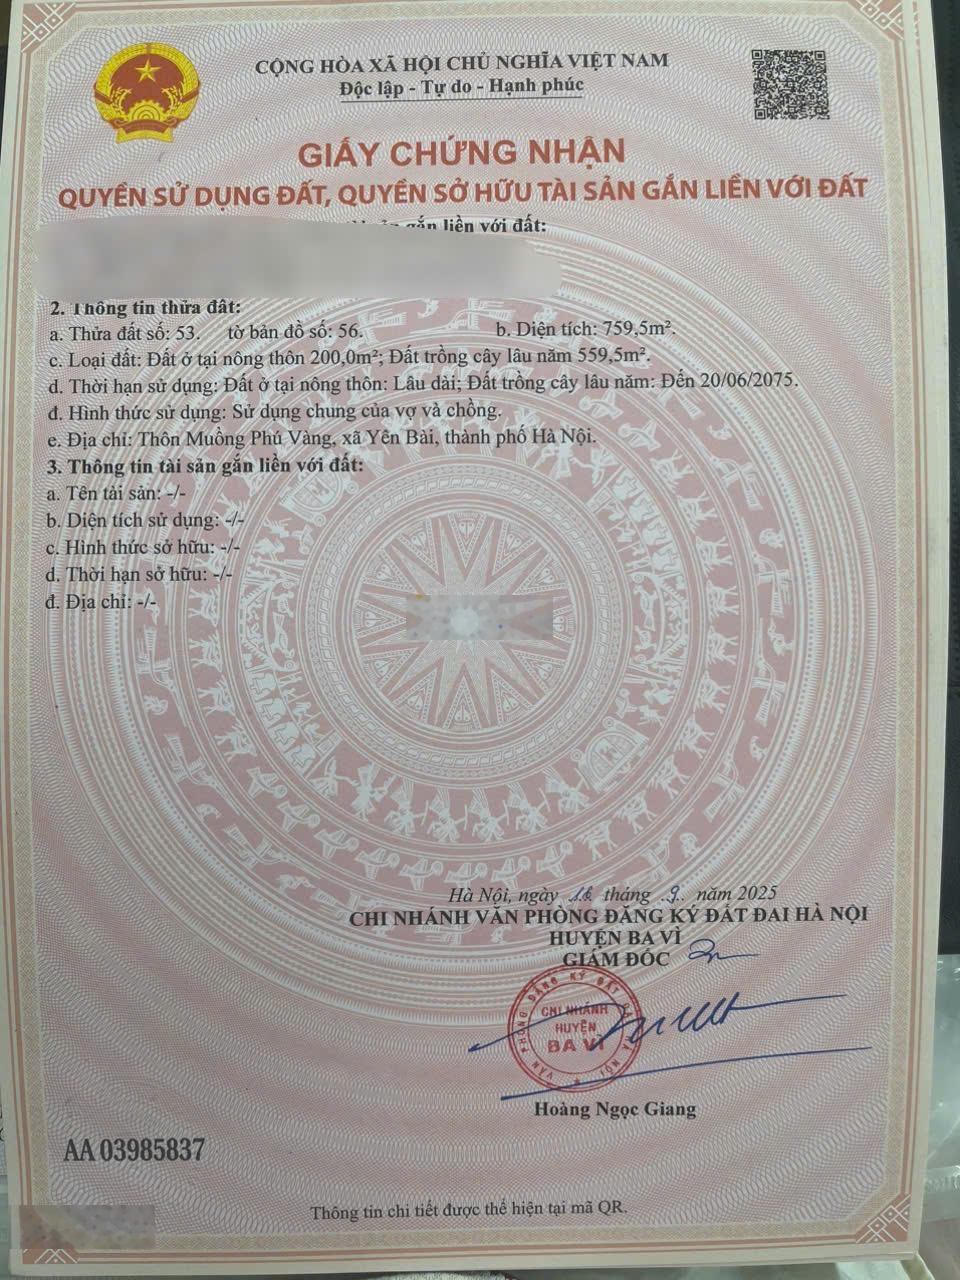 CỘNG HÒA XÃ HỘI CHỦ NGHĨA VIỆT NAM
Độc lập - Tự do - Hạnh phúc
GIẤY CHỨNG NHẬN
QUYỀN SỬ DỤNG ĐẤT, QUYỀN SỞ HỮU TÀI SẢN GẮN LIỀN VỚI ĐẤT
gắn liền với đất:
2. Thông tin thửa đất:
a. Thửa đất số: 53. tờ bản đồ số: 56. b. Diện tích: 759,5m².
c. Loại đất: Đất ở tại nông thôn 200,0m²; Đất trồng cây lâu năm 559,5m².
d. Thời hạn sử dụng: Đất ở tại nông thôn: Lâu dài; Đất trồng cây lâu năm: Đến 20/06/2075.
đ. Hình thức sử dụng: Sử dụng chung của vợ và chồng.
e. Địa chỉ: Thôn Muồng Phú Vàng, xã Yên Bài, thành phố Hà Nội.
3. Thông tin tài sản gắn liền với đất:
a. Tên tài sản: -/-
b. Diện tích sử dụng: -/-
c. Hình thức sở hữu: -/-
d. Thời hạn sở hữu: -/-
đ. Địa chỉ: -/-
Hà Nội, ngày tháng 9 năm 2025
CHI NHÁNH VĂN PHÒNG ĐĂNG KÝ ĐẤT ĐAI HÀ NỘI
HUYỆN BA VÌ
GIÁM ĐỐC
VĂN PHÒNG ĐĂNG KÝ ĐẤT ĐAI HÀ NỘI
CHI NHÁNH
HUYỆN
BA VÌ
Hoàng Ngọc Giang
AA 03985837
Thông tin chi tiết được thể hiện tại mã QR.